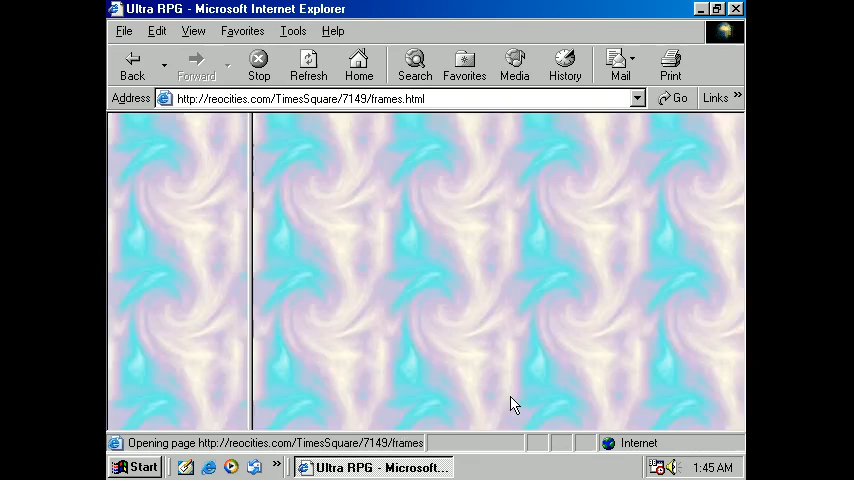 Ultra RPG - Microsoft Internet Explorer
File Edit View Favorites Tools Help
Back Forward Stop Refresh Home Search Favorites Media History Mail Print
Address http://reocities.com/TimesSquare/7149/frames.html Go Links »
Opening page http://reocities.com/TimesSquare/7149/frames Internet
Start » Ultra RPG - Microsoft... 1:45 AM